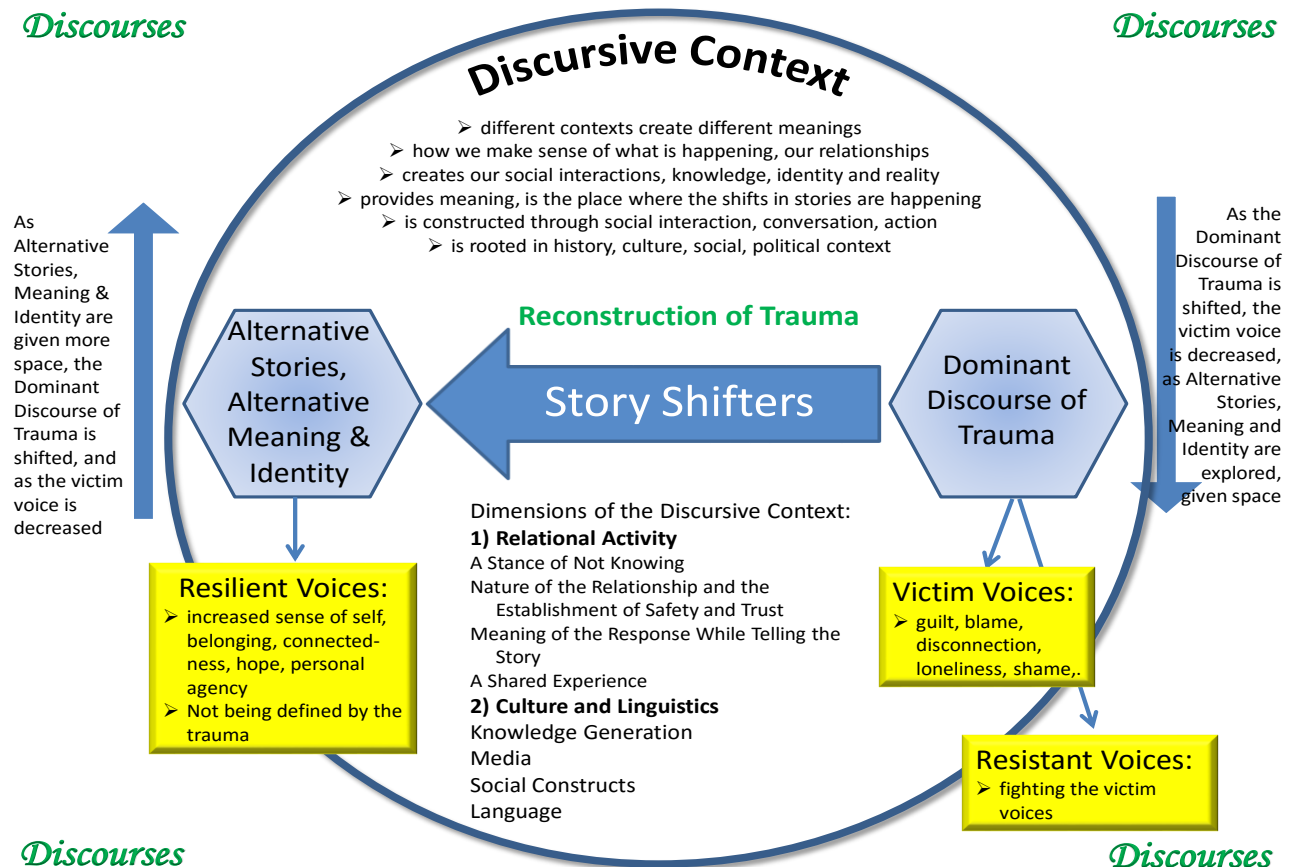 Discourses
Discourses
Discursive Context
➢ different contexts create different meanings
➢ how we make sense of what is happening, our relationships
➢ creates our social interactions, knowledge, identity and reality
➢ provides meaning, is the place where the shifts in stories are happening
➢ is constructed through social interaction, conversation, action
➢ is rooted in history, culture, social, political context
As
Alternative
Stories,
Meaning &
Identity are
given more
space, the
Dominant
Discourse of
Trauma is
shifted, and
as the victim
voice is
decreased
Alternative
Stories,
Alternative
Meaning &
Identity
Reconstruction of Trauma
Story Shifters
Dominant
Discourse of
Trauma
As the
Dominant
Discourse of
Trauma is
shifted, the
victim voice
is decreased,
as Alternative
Stories,
Meaning and
Identity are
explored,
given space
Resilient Voices:
➢ increased sense of self,
belonging, connected-
ness, hope, personal
agency
➢ Not being defined by the
trauma
Dimensions of the Discursive Context:
1) Relational Activity
A Stance of Not Knowing
Nature of the Relationship and the
Establishment of Safety and Trust
Meaning of the Response While Telling the
Story
A Shared Experience
2) Culture and Linguistics
Knowledge Generation
Media
Social Constructs
Language
Victim Voices:
➢ guilt, blame,
disconnection,
loneliness, shame,.
Resistant Voices:
➢ fighting the victim
voices
Discourses
Discourses